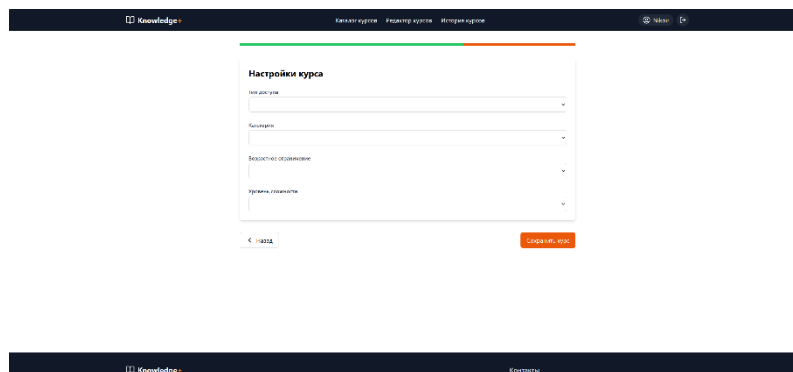 Knowledge+
Каталог курсов Редактор курсов История курсов
Nikoв
Настройки курса
Тип доступа
Категория
Возрастное ограничение
Уровень сложности
Назад
Сохранить курс
Knowledge+
Контакты